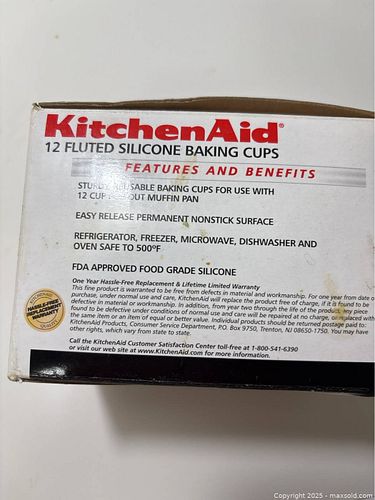 KitchenAid®
12 FLUTED SILICONE BAKING CUPS
FEATURES AND BENEFITS
STURDY, REUSABLE BAKING CUPS FOR USE WITH
12 CUP OUT MUFFIN PAN
EASY RELEASE PERMANENT NONSTICK SURFACE
REFRIGERATOR, FREEZER, MICROWAVE, DISHWASHER AND
OVEN SAFE TO 500ºF
FDA APPROVED FOOD GRADE SILICONE
One Year Hassle-Free Replacement & Lifetime Limited Warranty
This fine product is warranted to be free from defects in material and workmanship. For one year from date o
purchase, under normal use and care, KitchenAid will replace the product free of charge, if it is found to be
defective in material or workmanship. In addition, from year two through the life of the product, any piece
found to be defective under conditions of normal use and care will be repaired at no charge, or replaced with
the same item or an item of equal or better value. Individual products should be returned postage paid to:
KitchenAid Products, Consumer Service Department, P.O. Box 9750, Trenton, NJ 08650-1750. You may have
other rights, which vary from state to state.
HASSLE-FREE
REPLACEMENT
WARRANTY
Call the KitchenAid Customer Satisfaction Center toll-free at 1-800-541-6390
or visit our web site at www.KitchenAid.com for more information.
Copyright 2025 - maxsold.com